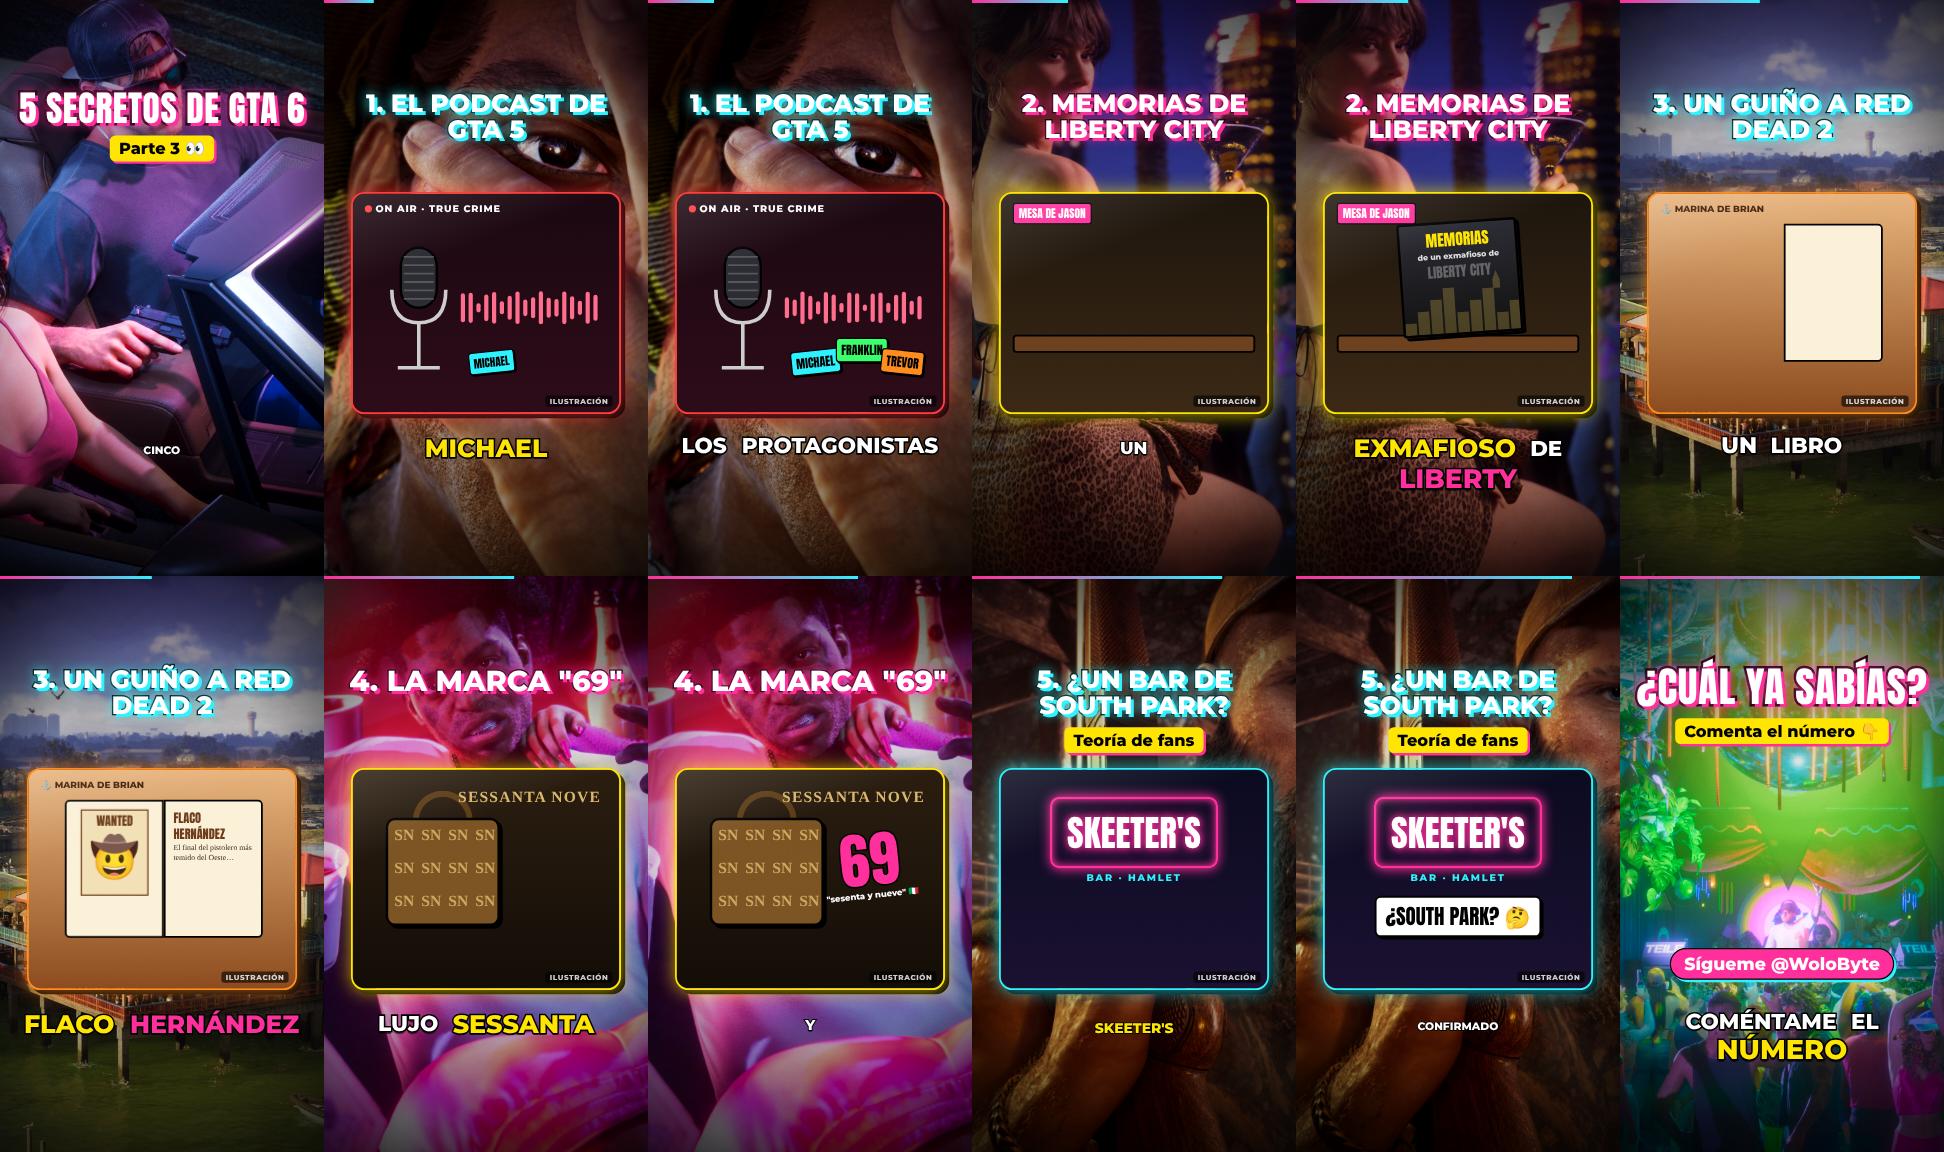 5 SECRETOS DE GTA 6
Parte 3 👀
CINCO
1. EL PODCAST DE
GTA 5
ON AIR · TRUE CRIME
MICHAEL
ILUSTRACIÓN
MICHAEL
1. EL PODCAST DE
GTA 5
ON AIR · TRUE CRIME
MICHAEL
FRANKLIN
TREVOR
ILUSTRACIÓN
LOS PROTAGONISTAS
2. MEMORIAS DE
LIBERTY CITY
MESA DE JASON
ILUSTRACIÓN
UN
2. MEMORIAS DE
LIBERTY CITY
MESA DE JASON
MEMORIAS
de un exmafioso de
LIBERTY CITY
ILUSTRACIÓN
EXMAFIOSO DE
LIBERTY
3. UN GUIÑO A RED
DEAD 2
⚓ MARINA DE BRIAN
ILUSTRACIÓN
UN LIBRO
3. UN GUIÑO A RED
DEAD 2
⚓ MARINA DE BRIAN
WANTED
FLACO
HERNÁNDEZ
El final del pistolero más
temido del Oeste...
ILUSTRACIÓN
FLACO HERNÁNDEZ
4. LA MARCA "69"
SESSANTA NOVE
SN SN SN SN
SN SN SN SN
SN SN SN SN
ILUSTRACIÓN
LUJO SESSANTA
4. LA MARCA "69"
SESSANTA NOVE
SN SN SN SN
SN SN SN SN
SN SN SN SN
69
"sesenta y nueve" 🇮🇹
ILUSTRACIÓN
Y
5. ¿UN BAR DE
SOUTH PARK?
Teoría de fans
SKEETER'S
BAR · HAMLET
ILUSTRACIÓN
SKEETER'S
5. ¿UN BAR DE
SOUTH PARK?
Teoría de fans
SKEETER'S
BAR · HAMLET
¿SOUTH PARK? 🤔
ILUSTRACIÓN
CONFIRMADO
¿CUÁL YA SABÍAS?
Comenta el número 👇
Sígueme @WoloByte
COMÉNTAME EL
NÚMERO